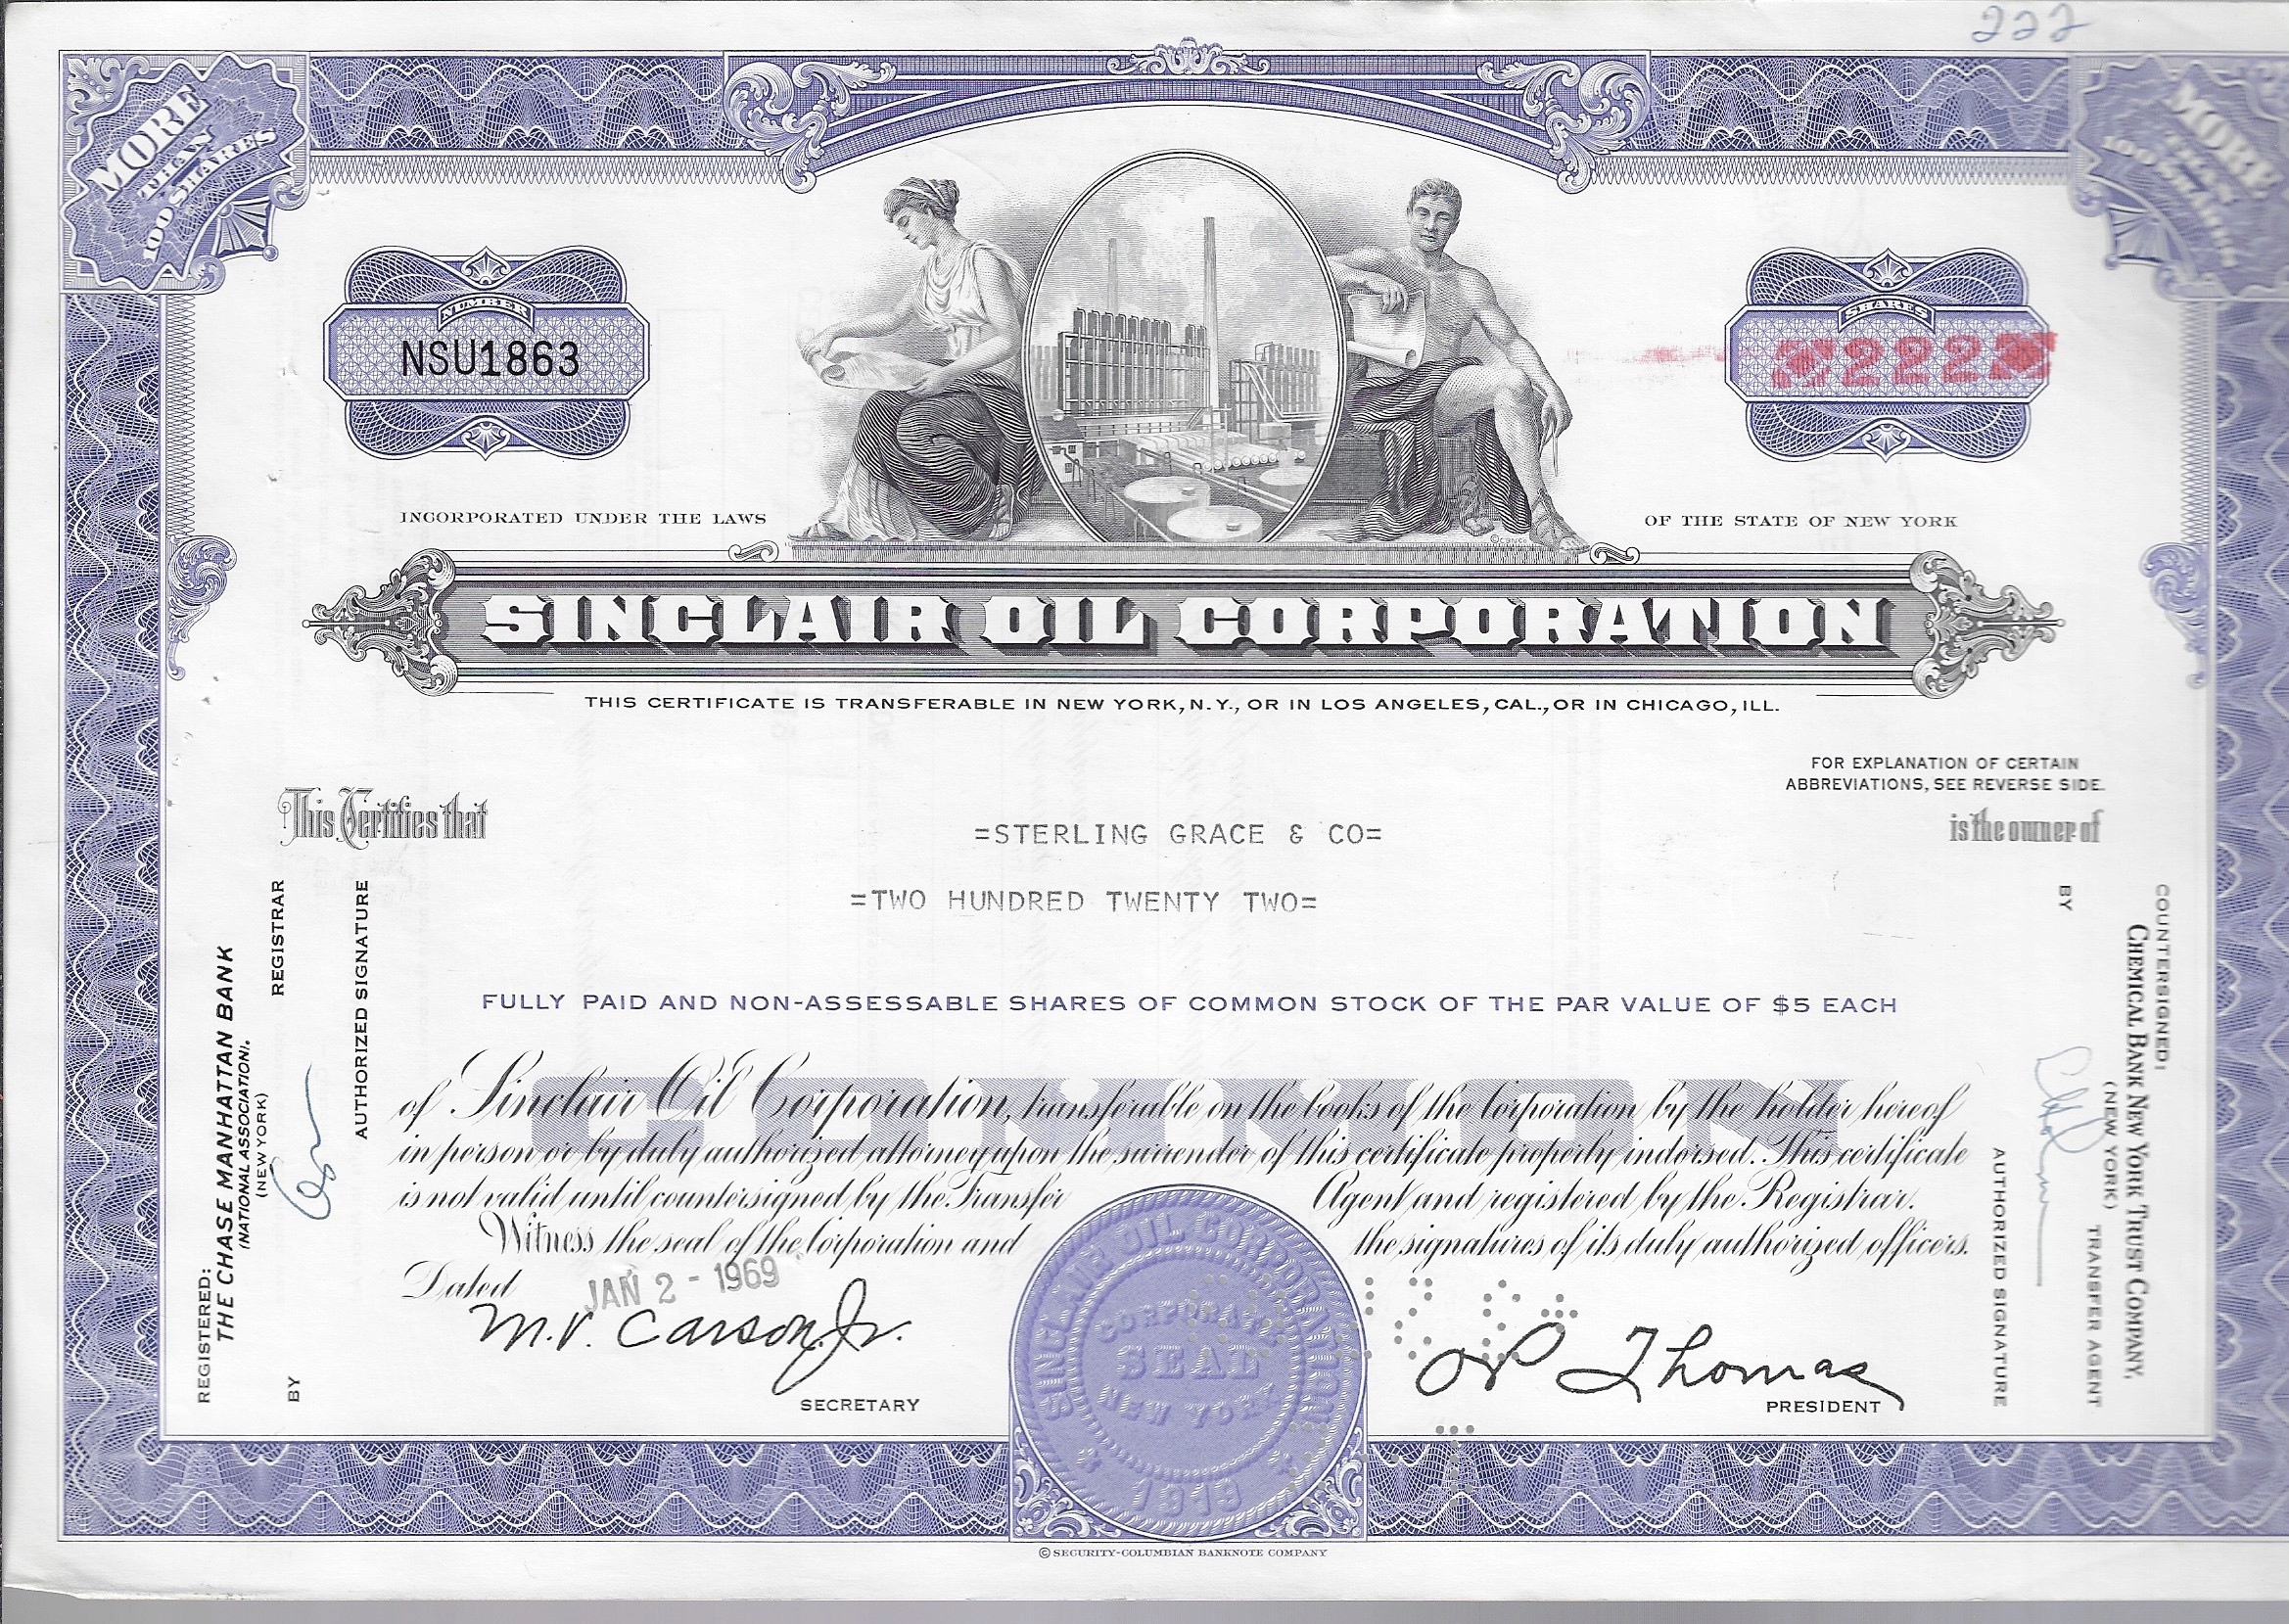 222
MORE
THAN
100 SHARES
MORE
THAN
100 SHARES
NUMBER
NSU1863
SHARES
222
INCORPORATED UNDER THE LAWS
OF THE STATE OF NEW YORK
SINCLAIR OIL CORPORATION
THIS CERTIFICATE IS TRANSFERABLE IN NEW YORK, N.Y., OR IN LOS ANGELES, CAL., OR IN CHICAGO, ILL.
FOR EXPLANATION OF CERTAIN
ABBREVIATIONS, SEE REVERSE SIDE.
This Certifies that
is the owner of
=STERLING GRACE & CO=
=TWO HUNDRED TWENTY TWO=
FULLY PAID AND NON-ASSESSABLE SHARES OF COMMON STOCK OF THE PAR VALUE OF $5 EACH
COMMON
of Sinclair Oil Corporation, transferable on the books of the Corporation by the holder hereof
in person or by duly authorized attorney upon the surrender of this certificate properly indorsed. This certificate
is not valid until countersigned by the Transfer Agent and registered by the Registrar.
Witness the seal of the Corporation and the signatures of its duly authorized officers.
Dated JAN 2 - 1969
M.V. Carson, Jr.
SECRETARY
Thomas
PRESIDENT
SINCLAIR OIL CORPORATION
CORPORATE
SEAL
NEW YORK
1919
REGISTERED:
THE CHASE MANHATTAN BANK
(NATIONAL ASSOCIATION).
(NEW YORK)
REGISTRAR
BY
AUTHORIZED SIGNATURE
COUNTERSIGNED:
CHEMICAL BANK NEW YORK TRUST COMPANY,
(NEW YORK)
TRANSFER AGENT
BY
AUTHORIZED SIGNATURE
© SECURITY-COLUMBIAN BANKNOTE COMPANY